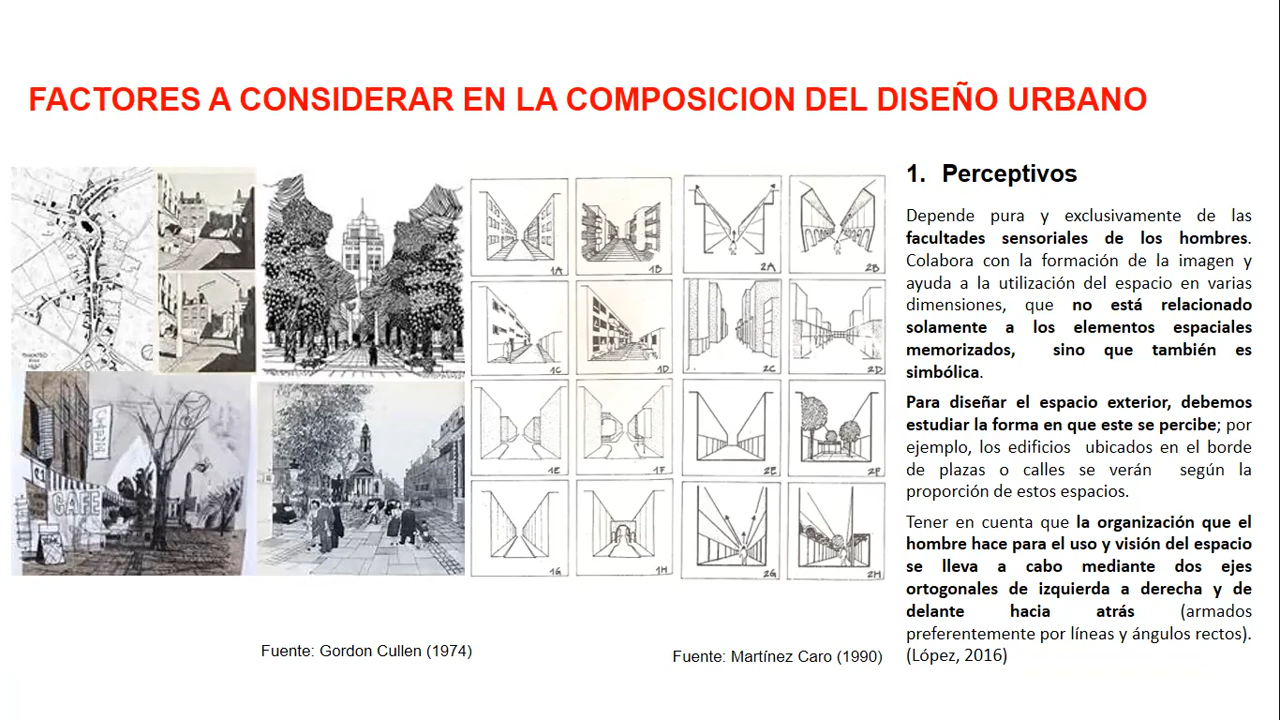 FACTORES A CONSIDERAR EN LA COMPOSICION DEL DISEÑO URBANO
1. Perceptivos
Depende pura y exclusivamente de las
facultades sensoriales de los hombres.
Colabora con la formación de la imagen y
ayuda a la utilización del espacio en varias
dimensiones, que no está relacionado
solamente a los elementos espaciales
memorizados, sino que también es
simbólica.
Para diseñar el espacio exterior, debemos
estudiar la forma en que este se percibe; por
ejemplo, los edificios ubicados en el borde
de plazas o calles se verán según la
proporción de estos espacios.
Tener en cuenta que la organización que el
hombre hace para el uso y visión del espacio
se lleva a cabo mediante dos ejes
ortogonales de izquierda a derecha y de
delante hacia atrás (armados
preferentemente por líneas y ángulos rectos).
(López, 2016)
CAFE
1A
1B
2A
2B
1C
1D
2C
2D
1E
1F
2E
2F
1G
1H
2G
2H
Fuente: Gordon Cullen (1974)
Fuente: Martínez Caro (1990)